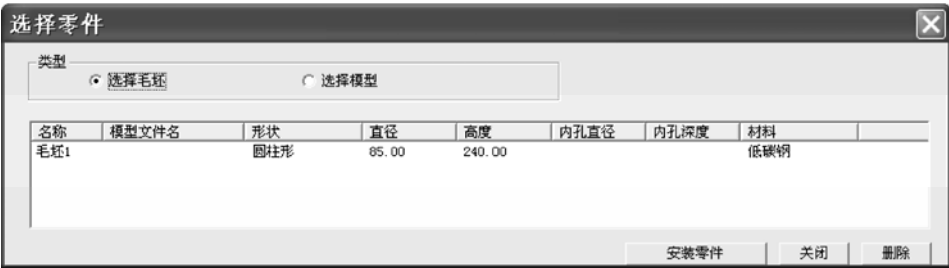 选择零件
类型
选择毛坯 选择模型
名称 模型文件名 形状 直径 高度 内孔直径 内孔深度 材料
毛坯1 圆柱形 85.00 240.00 低碳钢
安装零件 关闭 删除